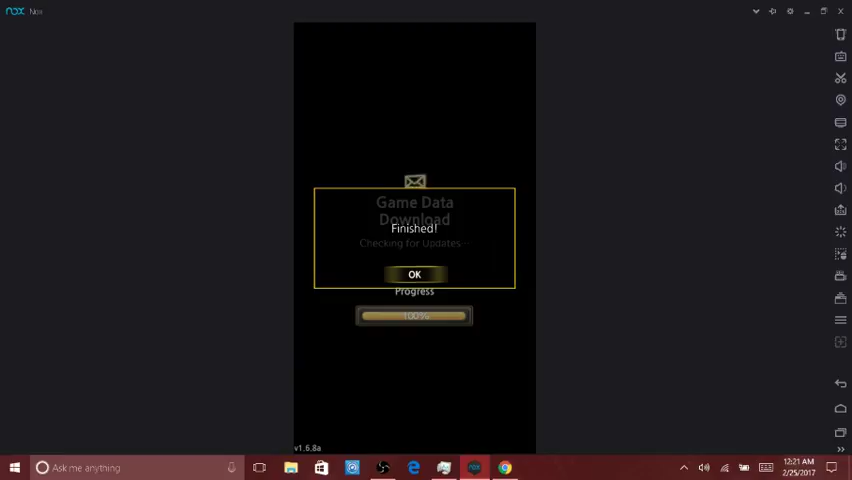 nox Nox
Game Data
Download
Finished!
Checking for Updates
OK
Progress
100%
v1.6.8a
Ask me anything
12:21 AM
2/25/2017